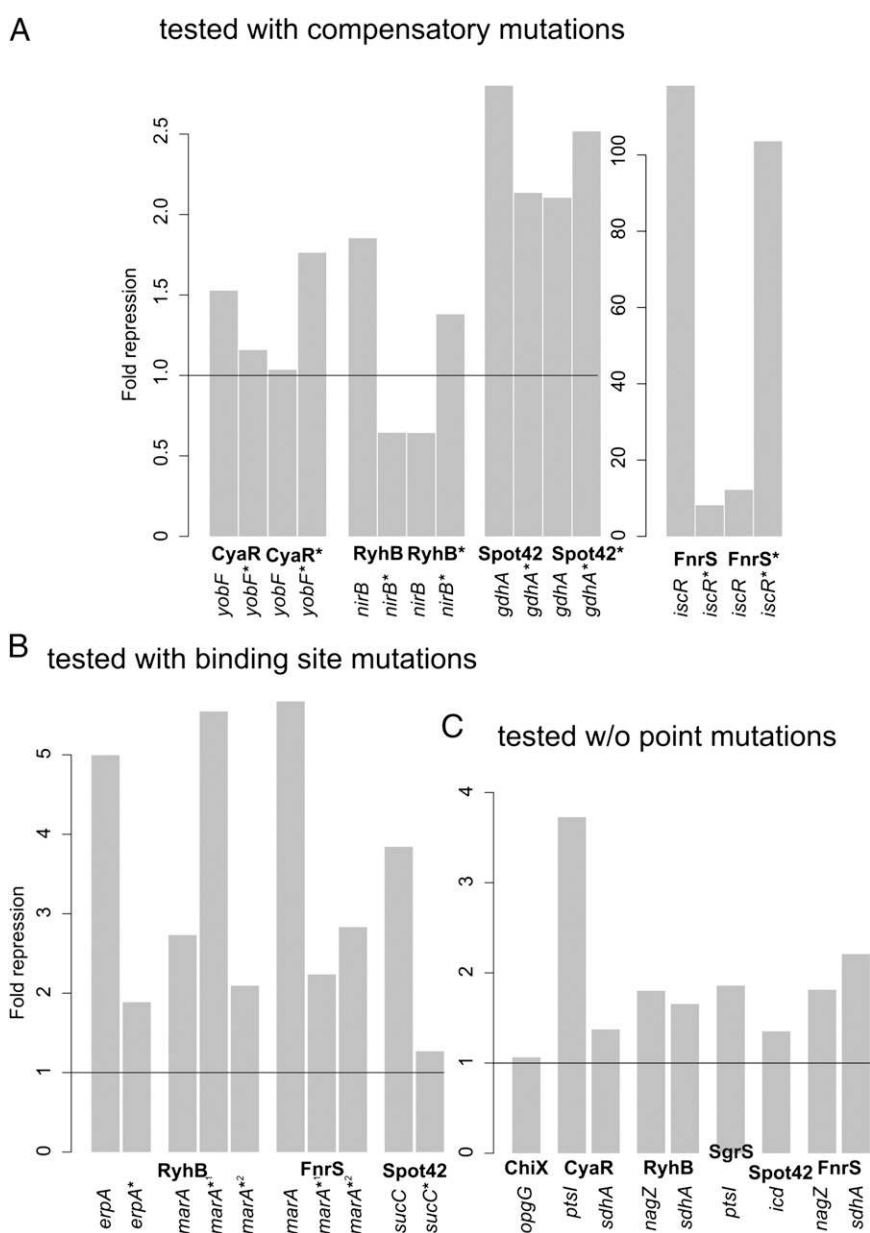 A
tested with compensatory mutations
Fold repression
0
0.5
1.0
1.5
2.0
2.5
0
20
40
60
80
100
CyaR CyaR* RyhB RyhB* Spot42 Spot42* FnrS FnrS*
yobF yobF* yobF yobF* nirB nirB* nirB nirB* gdhA gdhA* gdhA gdhA* iscR iscR* iscR iscR*
B
tested with binding site mutations
Fold repression
0
1
2
3
4
5
RyhB FnrS Spot42
erpA erpA* marA marA*1 marA*2 marA marA*1 marA*2 sucC sucC*
C
tested w/o point mutations
0
1
2
3
4
ChiX CyaR RyhB SgrS Spot42 FnrS
opgG ptsI sdhA nagZ sdhA ptsI icd nagZ sdhA